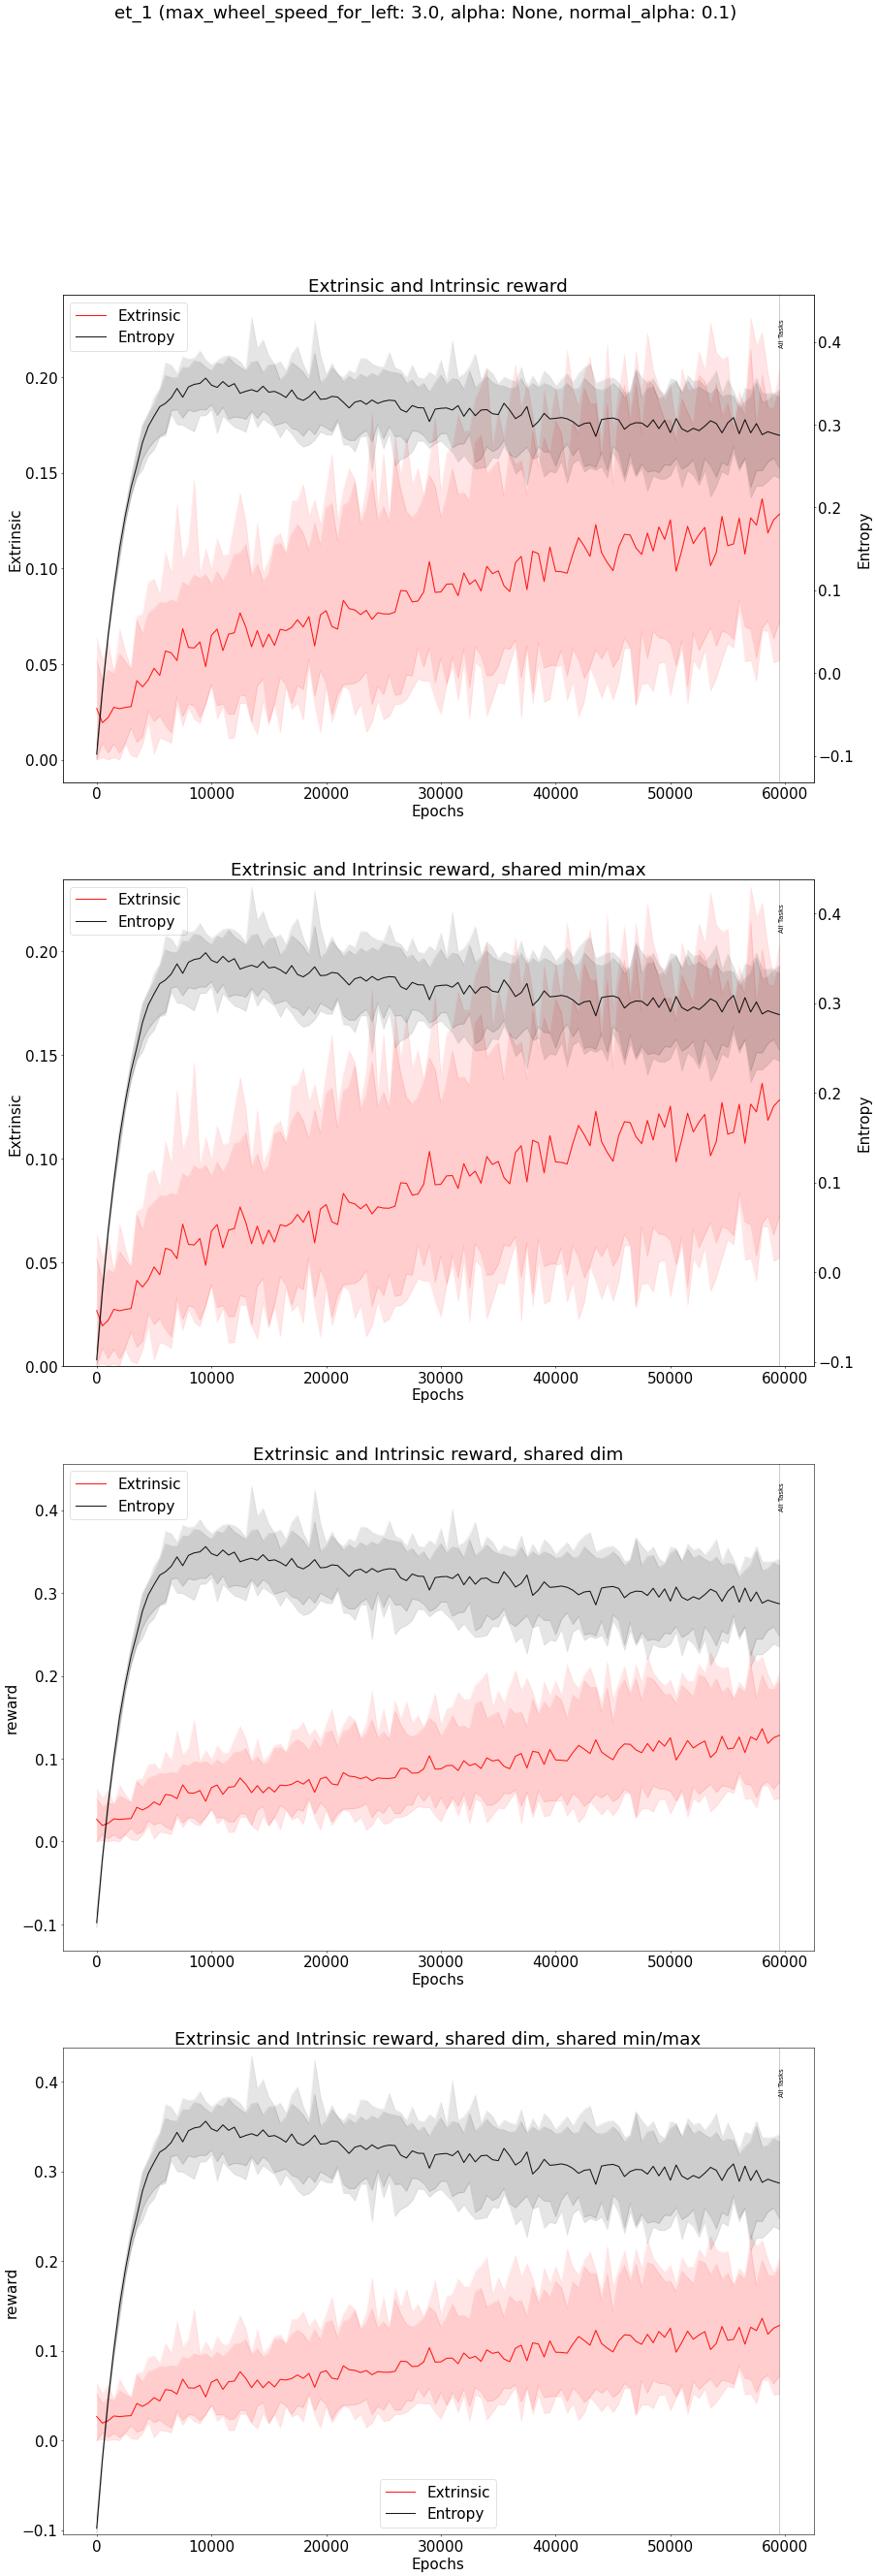 et_1 (max_wheel_speed_for_left: 3.0, alpha: None, normal_alpha: 0.1)
Extrinsic and Intrinsic reward
Extrinsic
Entropy
All Tasks
0.20
0.15
0.10
0.05
0.00
Extrinsic
0.4
0.3
0.2
0.1
0.0
−0.1
Entropy
0 10000 20000 30000 40000 50000 60000
Epochs
Extrinsic and Intrinsic reward, shared min/max
Extrinsic
Entropy
All Tasks
0.20
0.15
0.10
0.05
0.00
Extrinsic
0.4
0.3
0.2
0.1
0.0
−0.1
Entropy
0 10000 20000 30000 40000 50000 60000
Epochs
Extrinsic and Intrinsic reward, shared dim
Extrinsic
Entropy
All Tasks
0.4
0.3
0.2
0.1
0.0
−0.1
reward
0 10000 20000 30000 40000 50000 60000
Epochs
Extrinsic and Intrinsic reward, shared dim, shared min/max
All Tasks
0.4
0.3
0.2
0.1
0.0
−0.1
reward
Extrinsic
Entropy
0 10000 20000 30000 40000 50000 60000
Epochs